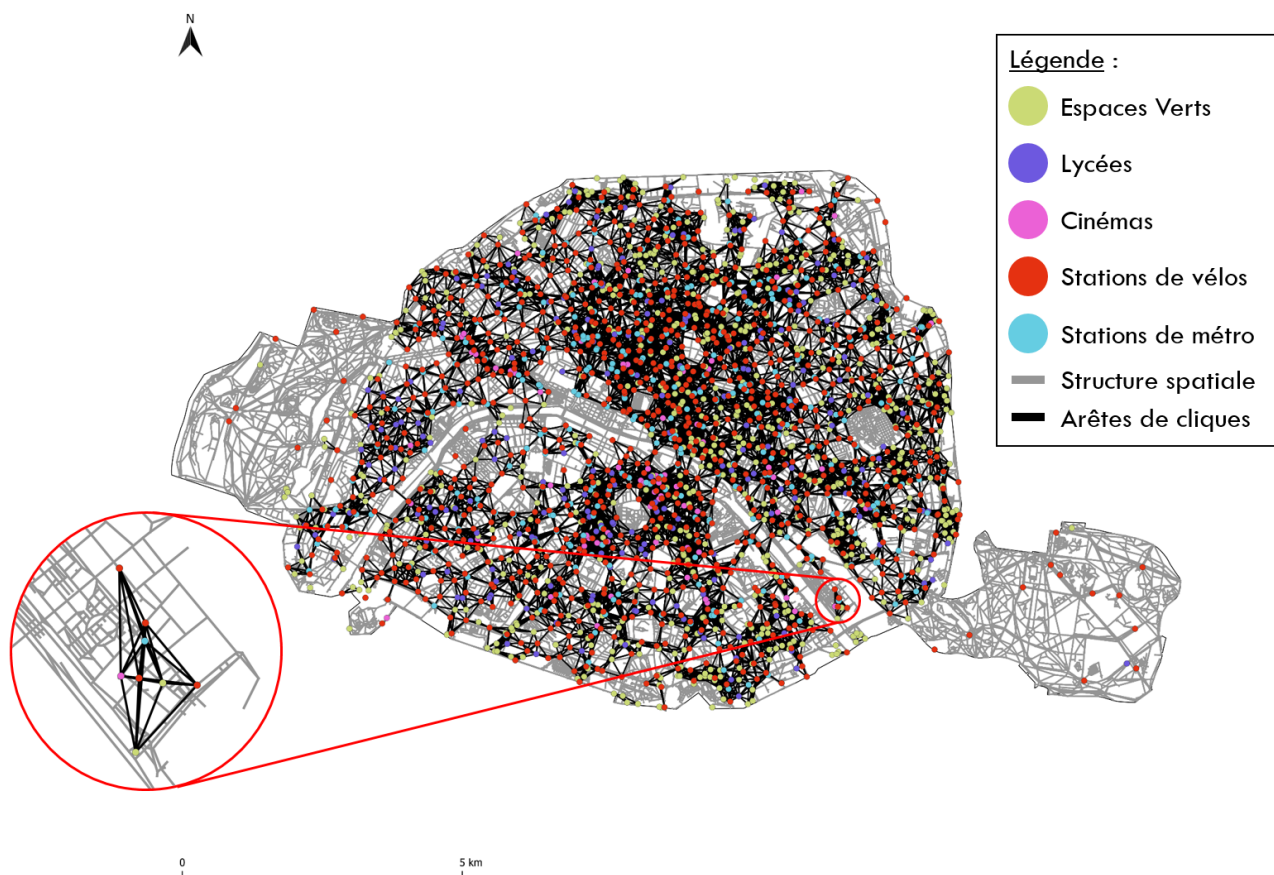 N
Légende :
Espaces Verts
Lycées
Cinémas
Stations de vélos
Stations de métro
Structure spatiale
Arêtes de cliques
0 5 km